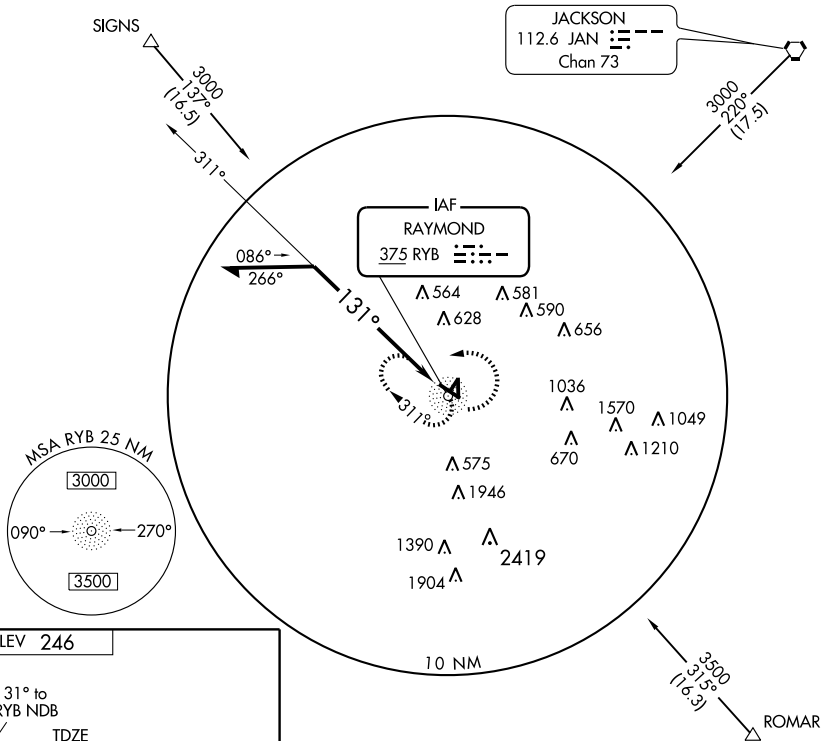 SIGNS
3000
137°
(16.5)
311°
JACKSON
112.6 JAN
Chan 73
3000
220°
(17.5)
IAF
RAYMOND
375 RYB
086°
266°
131°
564
581
628
590
656
311°
1036
1570
1049
670
1210
575
1946
1390
2419
1904
MSA RYB 25 NM
3000
090°
270°
3500
10 NM
3500
315°
(16.3)
ROMAR
LEV 246
31° to
RYB NDB
TDZE